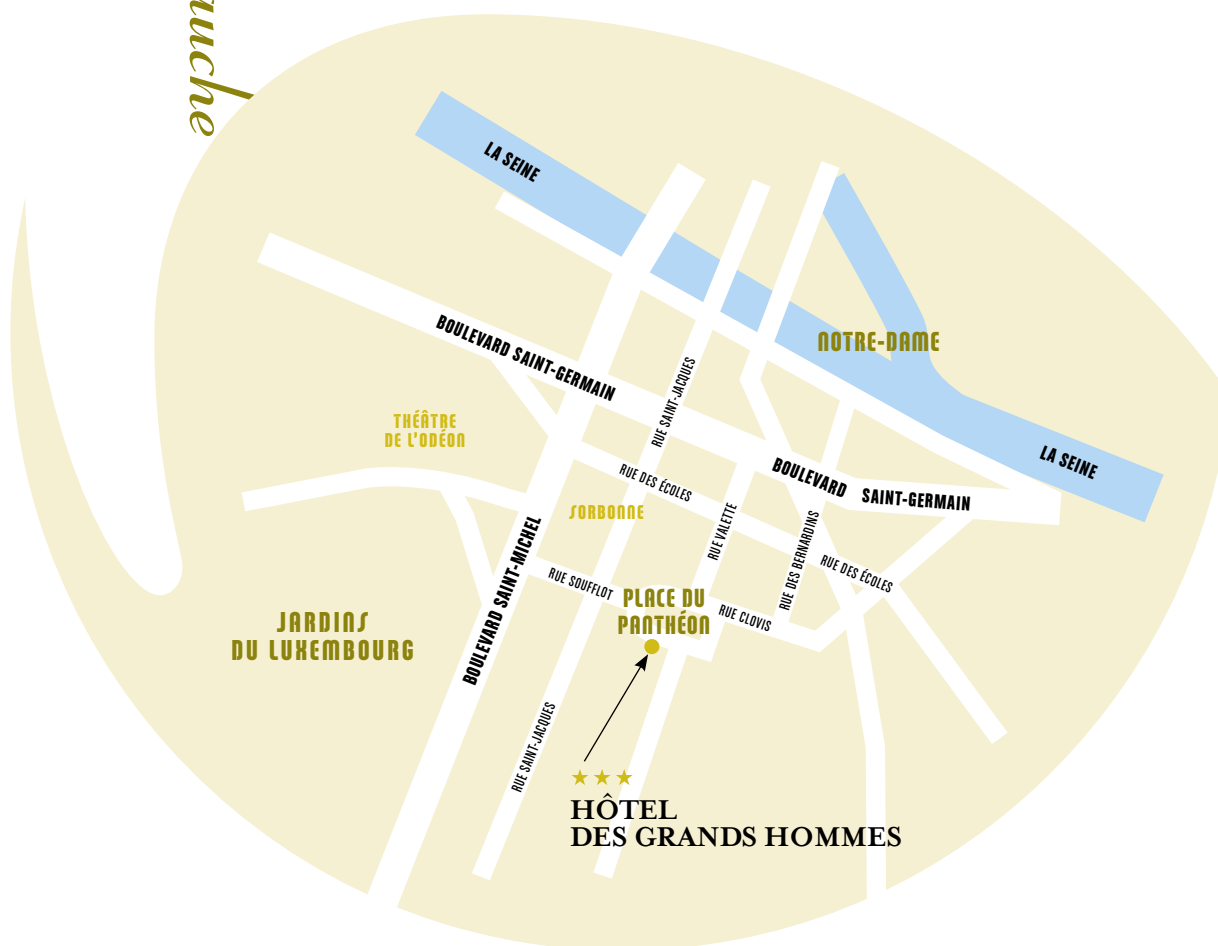 uche
LA SEINE
NOTRE-DAME
BOULEVARD SAINT-GERMAIN
RUE SAINT-JACQUES
THÉÂTRE
DE L'ODÉON
LA SEINE
RUE DES ÉCOLES
BOULEVARD SAINT-GERMAIN
SORBONNE
RUE VALETTE
RUE DES BERNARDINS
RUE DES ÉCOLES
BOULEVARD SAINT-MICHEL
RUE SOUFFLOT
PLACE DU
PANTHÉON
RUE CLOVIS
JARDINS
DU LUXEMBOURG
RUE SAINT-JACQUES
HÔTEL
DES GRANDS HOMMES